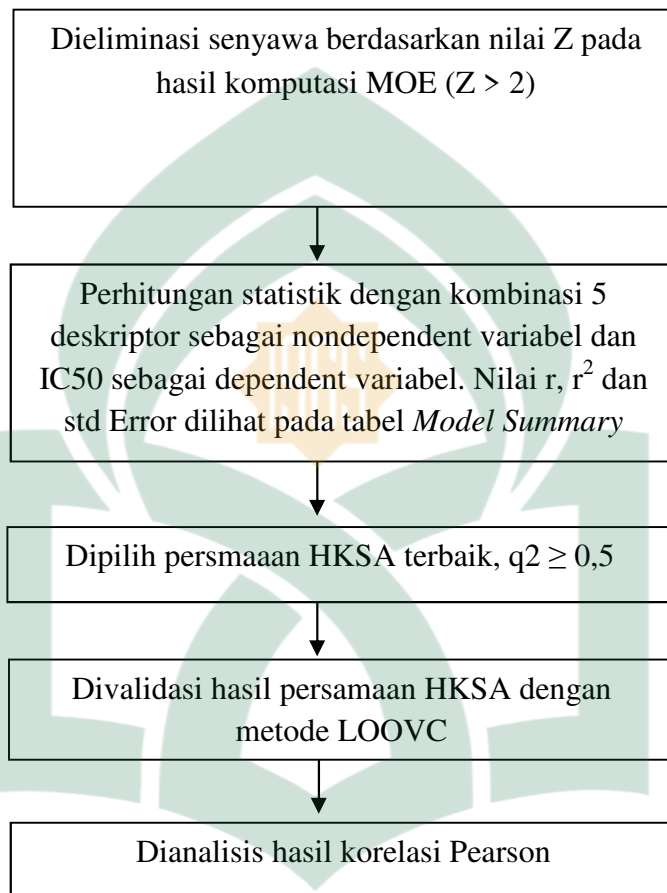 Dieliminasi senyawa berdasarkan nilai Z pada
hasil komputasi MOE (Z > 2)
Perhitungan statistik dengan kombinasi 5
deskriptor sebagai nondependent variabel dan
IC50 sebagai dependent variabel. Nilai r, r² dan
std Error dilihat pada tabel Model Summary
Dipilih persmaaan HKSA terbaik, q2 ≥ 0,5
Divalidasi hasil persamaan HKSA dengan
metode LOOVC
Dianalisis hasil korelasi Pearson